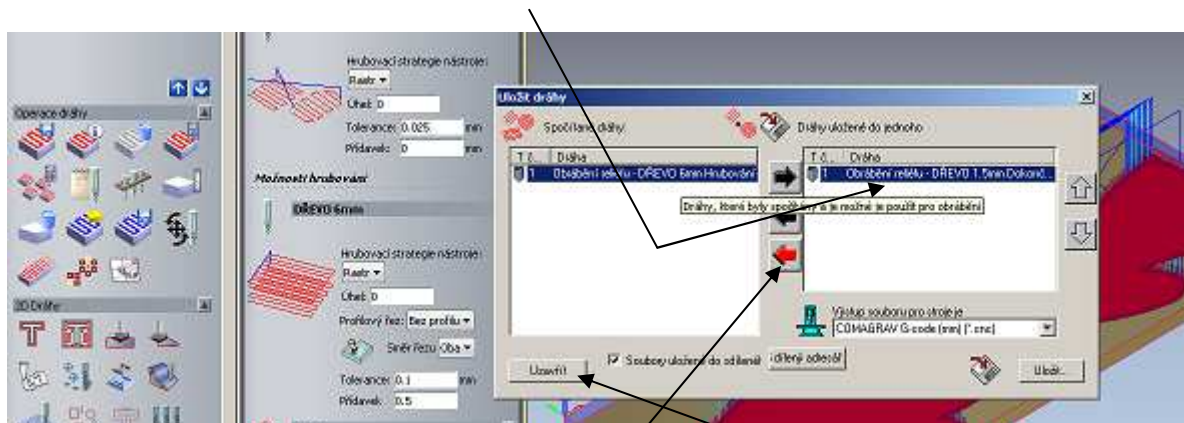 Operace dráhy
2D Dráhy
Hrubovací strategie nástroje:
Rastr
Úhel: 0
Tolerance: 0.025 mm
Přídavek: 0 mm
Možnosti hrubování
DŘEVO 6mm
Hrubovací strategie nástroje:
Rastr
Úhel: 0
Profilový řez: Bez profilu
Směr řezu Oba
Tolerance: 0.1 mm
Přídavek: 0.5
Uložit dráhy
Spočítané dráhy
T č... Dráha
1 Obrábění reliéfu - DŘEVO 6mm Hrubování
Dráhy uložené do jednoho
T č... Dráha
1 Obrábění reliéfu - DŘEVO 1.5mm Dokonč...
Dráhy, které byly spočítány a je možné je použít pro obrábění
Výstup souboru pro stroje je
COMAGRAV G-code (mm) (*.cnc)
Uzavřít
Soubory uložené do
Uložit...